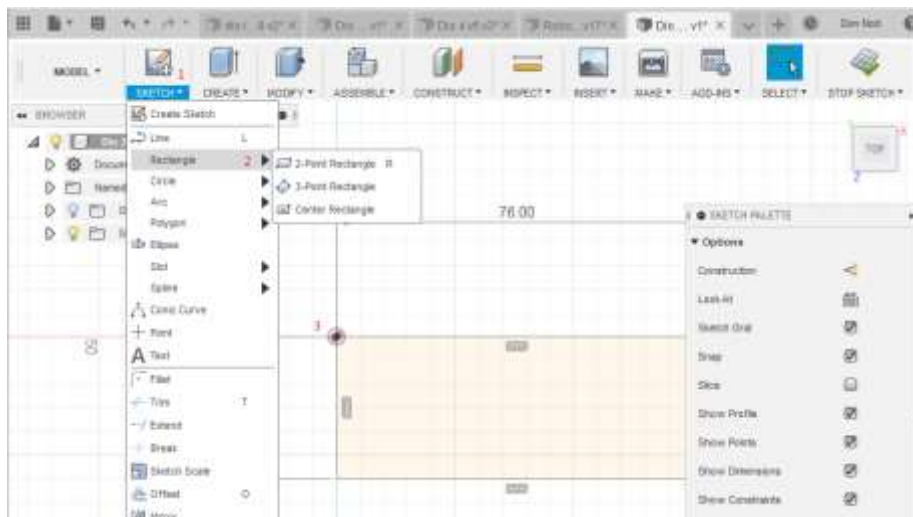 MODEL
SKETCH
1
CREATE
MODIFY
ASSEMBLE
CONSTRUCT
INSPECT
INSERT
MAKE
ADD-INS
SELECT
STOP SKETCH
BROWSER
Create Sketch
Line L
Rectangle 2
2-Point Rectangle R
3-Point Rectangle
Center Rectangle
Circle
Arc
Polygon
Ellipse
Slot
Spline
Conic Curve
Point
Text
Fillet
Trim T
Extend
Break
Sketch Scale
Offset O
76.00
3
50
TOP
X
Z
SKETCH PALETTE
Options
Construction
Look At
Sketch Grid
Snap
Slice
Show Profile
Show Points
Show Dimensions
Show Constraints